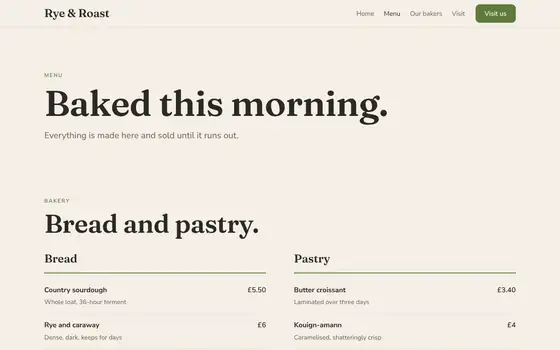 Rye & Roast
Home Menu Our bakers Visit Visit us
MENU
Baked this morning.
Everything is made here and sold until it runs out.
BAKERY
Bread and pastry.
Bread
Country sourdough £5.50
Whole loaf, 36-hour ferment
Rye and caraway £6
Dense, dark, keeps for days
Pastry
Butter croissant £3.40
Laminated over three days
Kouign-amann £4
Caramelised, shatteringly crisp